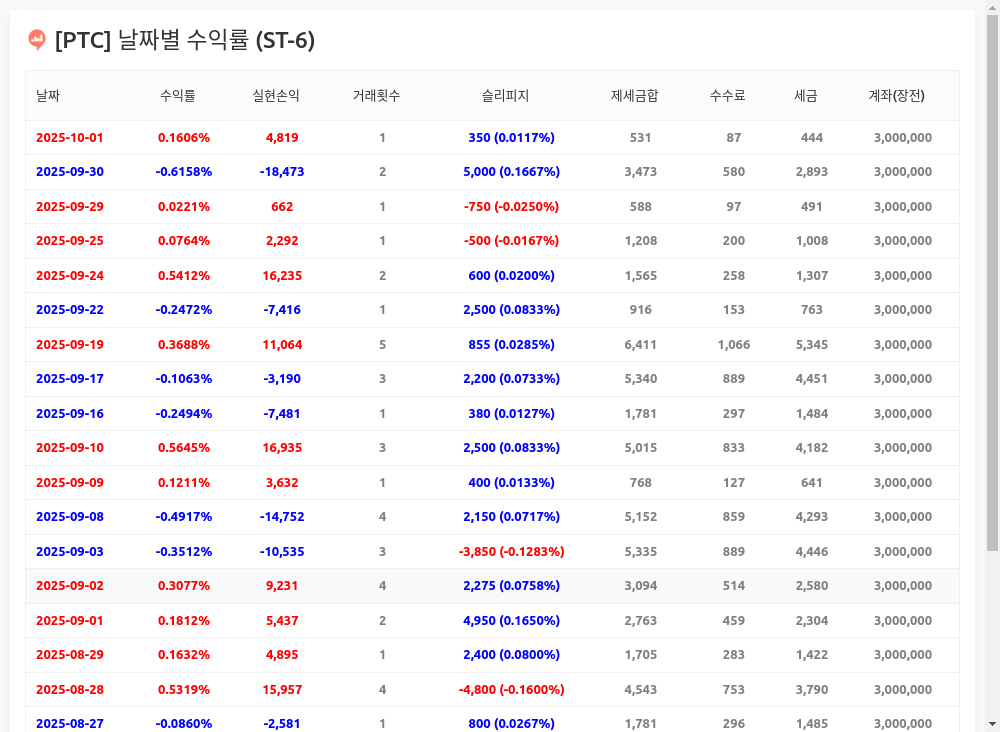 [PTC] 날짜별 수익률 (ST-6)
날짜 수익률 실현손익 거래횟수 슬리피지 제세금합 수수료 세금 계좌(장전)
2025-10-01 0.1606% 4,819 1 350 (0.0117%) 531 87 444 3,000,000
2025-09-30 -0.6158% -18,473 2 5,000 (0.1667%) 3,473 580 2,893 3,000,000
2025-09-29 0.0221% 662 1 -750 (-0.0250%) 588 97 491 3,000,000
2025-09-25 0.0764% 2,292 1 -500 (-0.0167%) 1,208 200 1,008 3,000,000
2025-09-24 0.5412% 16,235 2 600 (0.0200%) 1,565 258 1,307 3,000,000
2025-09-22 -0.2472% -7,416 1 2,500 (0.0833%) 916 153 763 3,000,000
2025-09-19 0.3688% 11,064 5 855 (0.0285%) 6,411 1,066 5,345 3,000,000
2025-09-17 -0.1063% -3,190 3 2,200 (0.0733%) 5,340 889 4,451 3,000,000
2025-09-16 -0.2494% -7,481 1 380 (0.0127%) 1,781 297 1,484 3,000,000
2025-09-10 0.5645% 16,935 3 2,500 (0.0833%) 5,015 833 4,182 3,000,000
2025-09-09 0.1211% 3,632 1 400 (0.0133%) 768 127 641 3,000,000
2025-09-08 -0.4917% -14,752 4 2,150 (0.0717%) 5,152 859 4,293 3,000,000
2025-09-03 -0.3512% -10,535 3 -3,850 (-0.1283%) 5,335 889 4,446 3,000,000
2025-09-02 0.3077% 9,231 4 2,275 (0.0758%) 3,094 514 2,580 3,000,000
2025-09-01 0.1812% 5,437 2 4,950 (0.1650%) 2,763 459 2,304 3,000,000
2025-08-29 0.1632% 4,895 1 2,400 (0.0800%) 1,705 283 1,422 3,000,000
2025-08-28 0.5319% 15,957 4 -4,800 (-0.1600%) 4,543 753 3,790 3,000,000
2025-08-27 -0.0860% -2,581 1 800 (0.0267%) 1,781 296 1,485 3,000,000